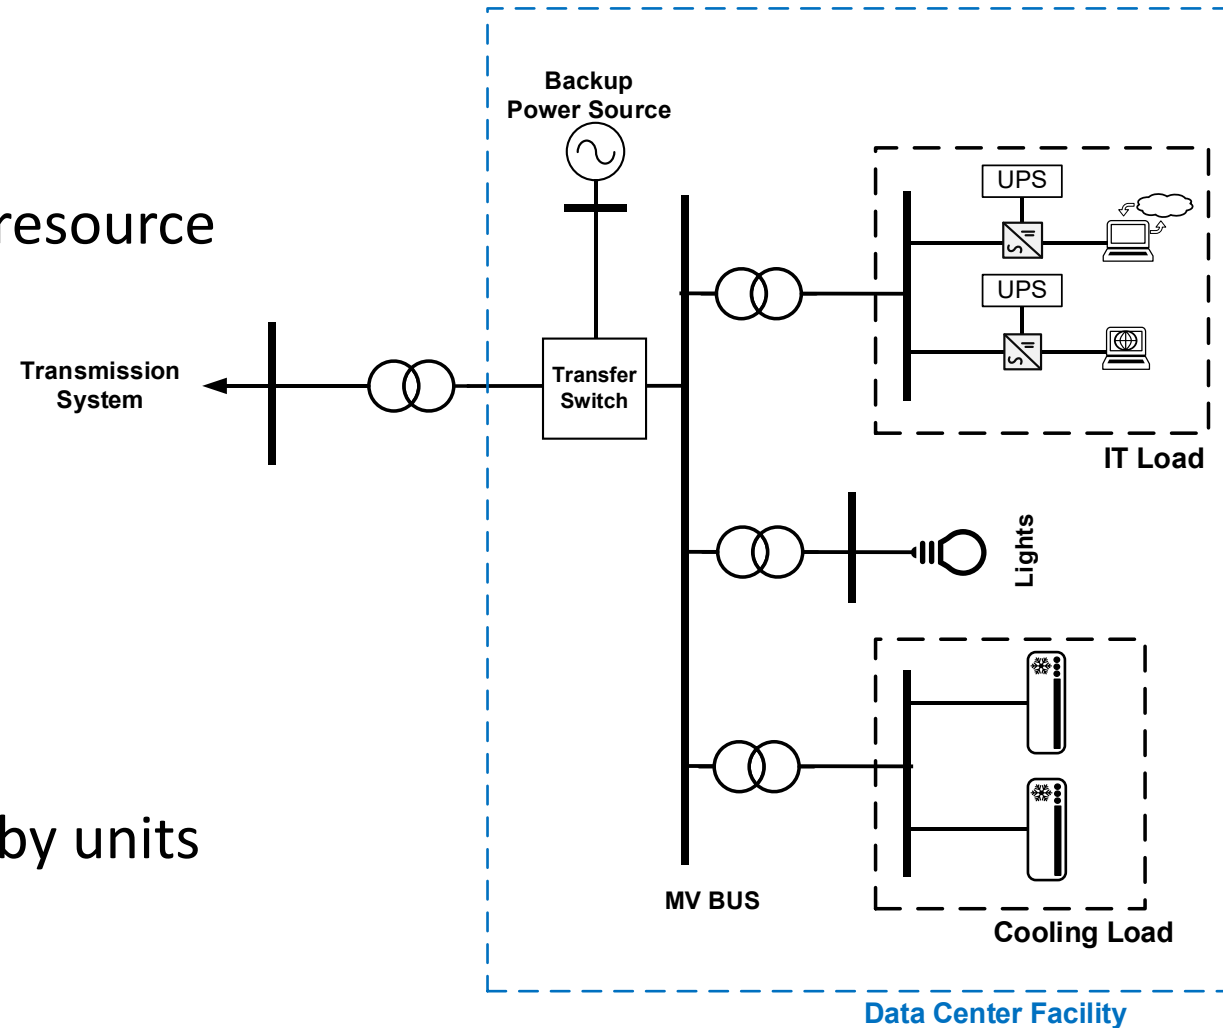 Backup
Power Source
resource
UPS
UPS
Transmission
System
Transfer
Switch
IT Load
Lights
by units
MV BUS
Cooling Load
Data Center Facility